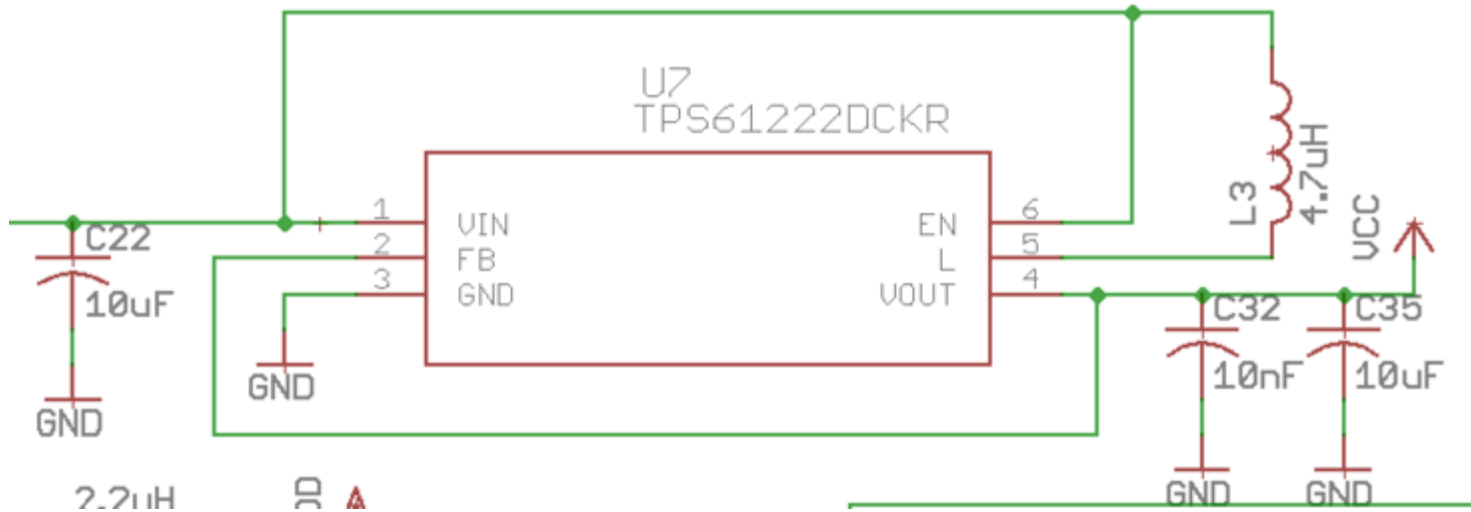 U7
TPS61222DCKR
1
VIN
EN
6
2
FB
L
5
3
GND
VOUT
4
C22
10uF
GND
GND
L3
4.7uH
VCC
C32
10nF
GND
C35
10uF
GND
2.2uH